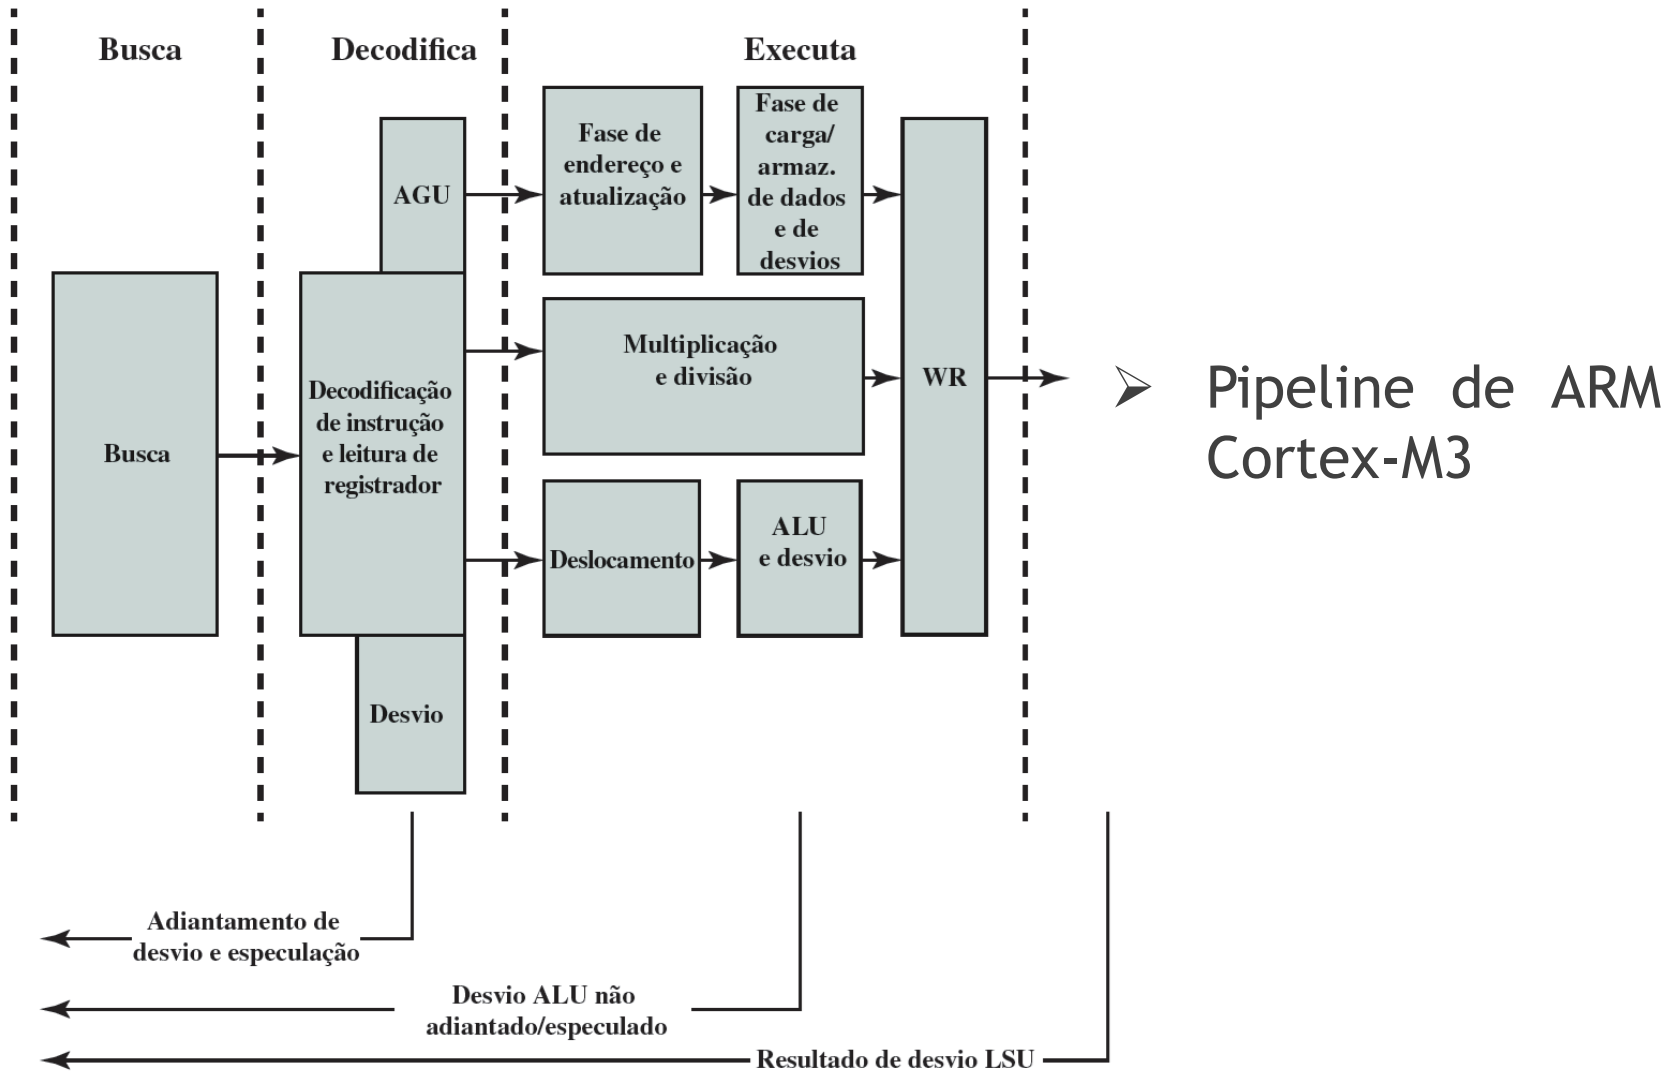 Busca
Decodifica
Executa
AGU
Fase de
endereço e
atualização
Fase de
carga/
armaz.
de dados
e de
desvios
Busca
Decodificação
de instrução
e leitura de
registrador
Multiplicação
e divisão
WR
Deslocamento
ALU
e desvio
Desvio
➢ Pipeline de ARM
Cortex-M3
Adiantamento de
desvio e especulação
Desvio ALU não
adiantado/especulado
Resultado de desvio LSU